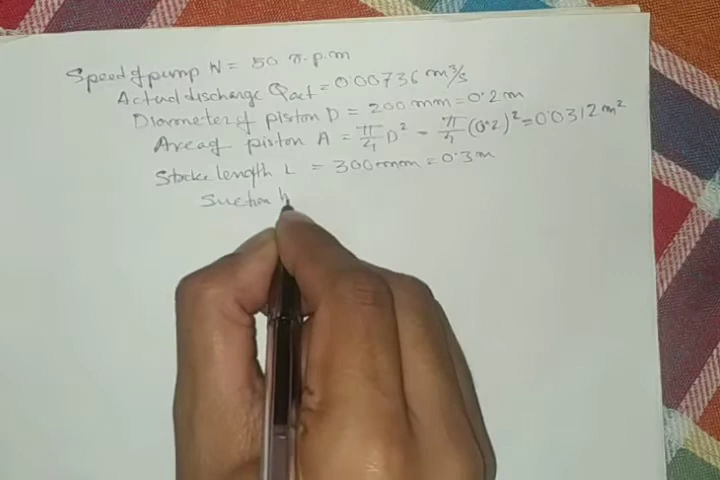 Speed of pump N = 50 r.p.m
Actual discharge Qact = 0.00736 m³/s
Diameter of piston D = 200 mm = 0.2 m
Area of piston A = π/4 D² = π/4 (0.2)² = 0.0312 m²
Stroke length L = 300 mm = 0.3 m
Suction h